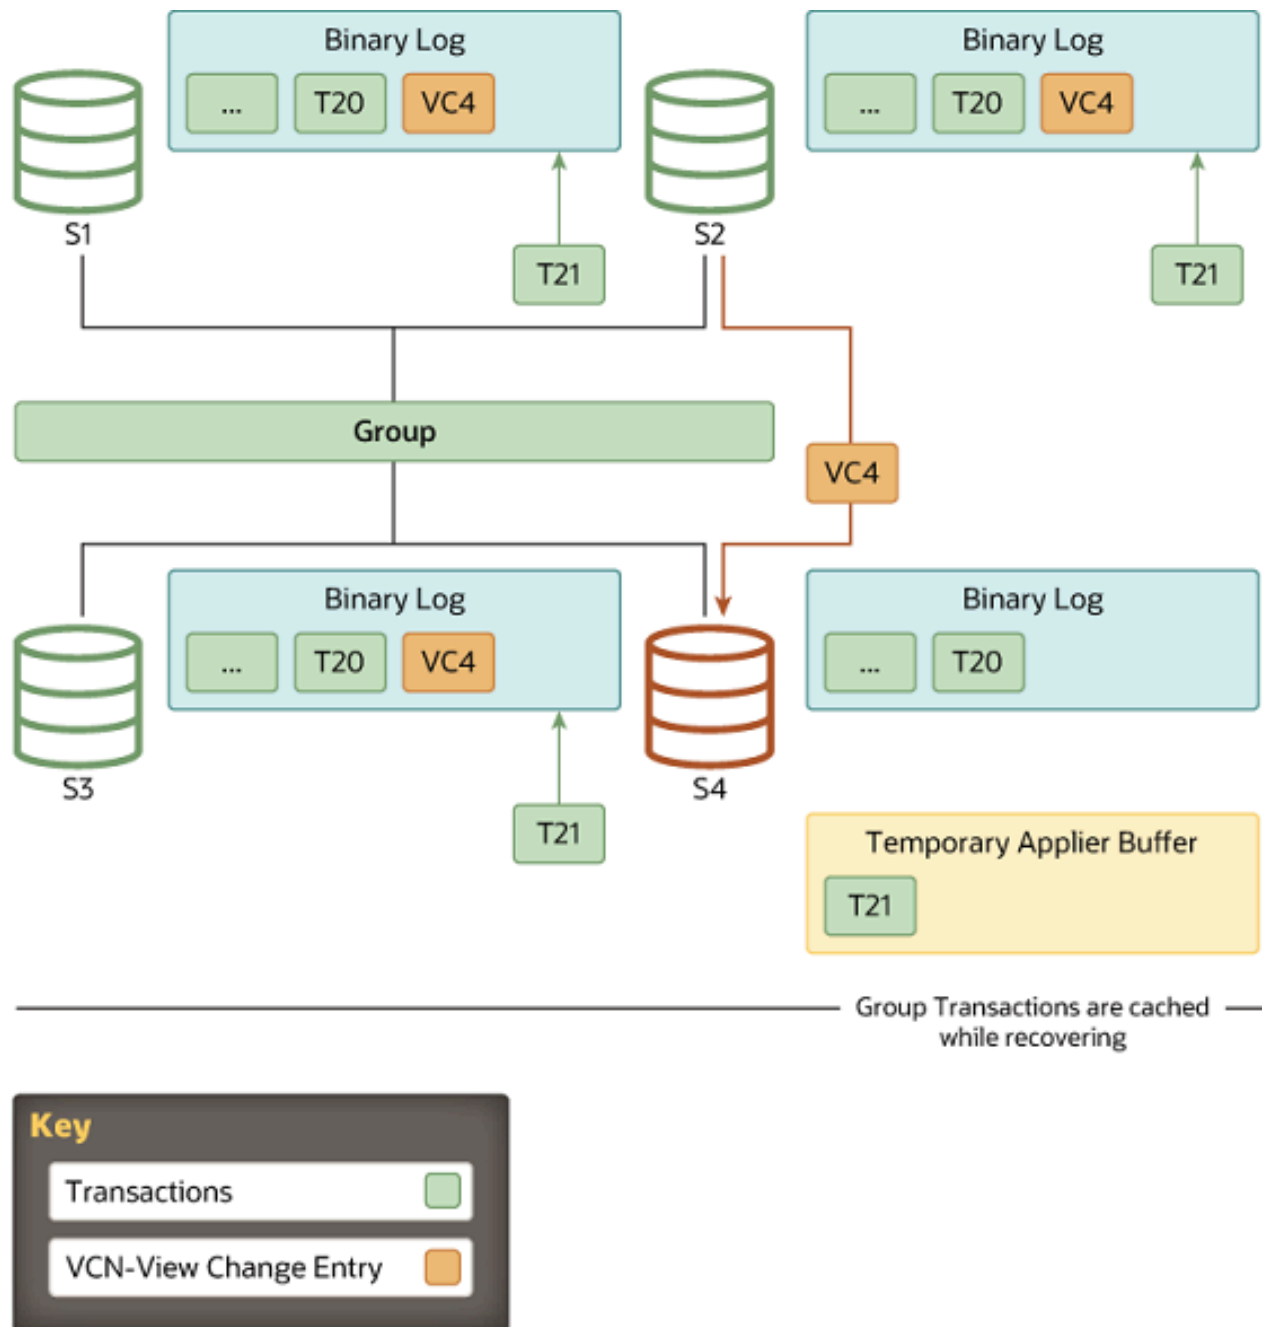 Binary Log
... T20 VC4
S1
T21
Binary Log
... T20 VC4
S2
T21
Group
VC4
Binary Log
... T20 VC4
S3
T21
Binary Log
... T20
S4
Temporary Applier Buffer
T21
Group Transactions are cached
while recovering
Key
Transactions
VCN-View Change Entry